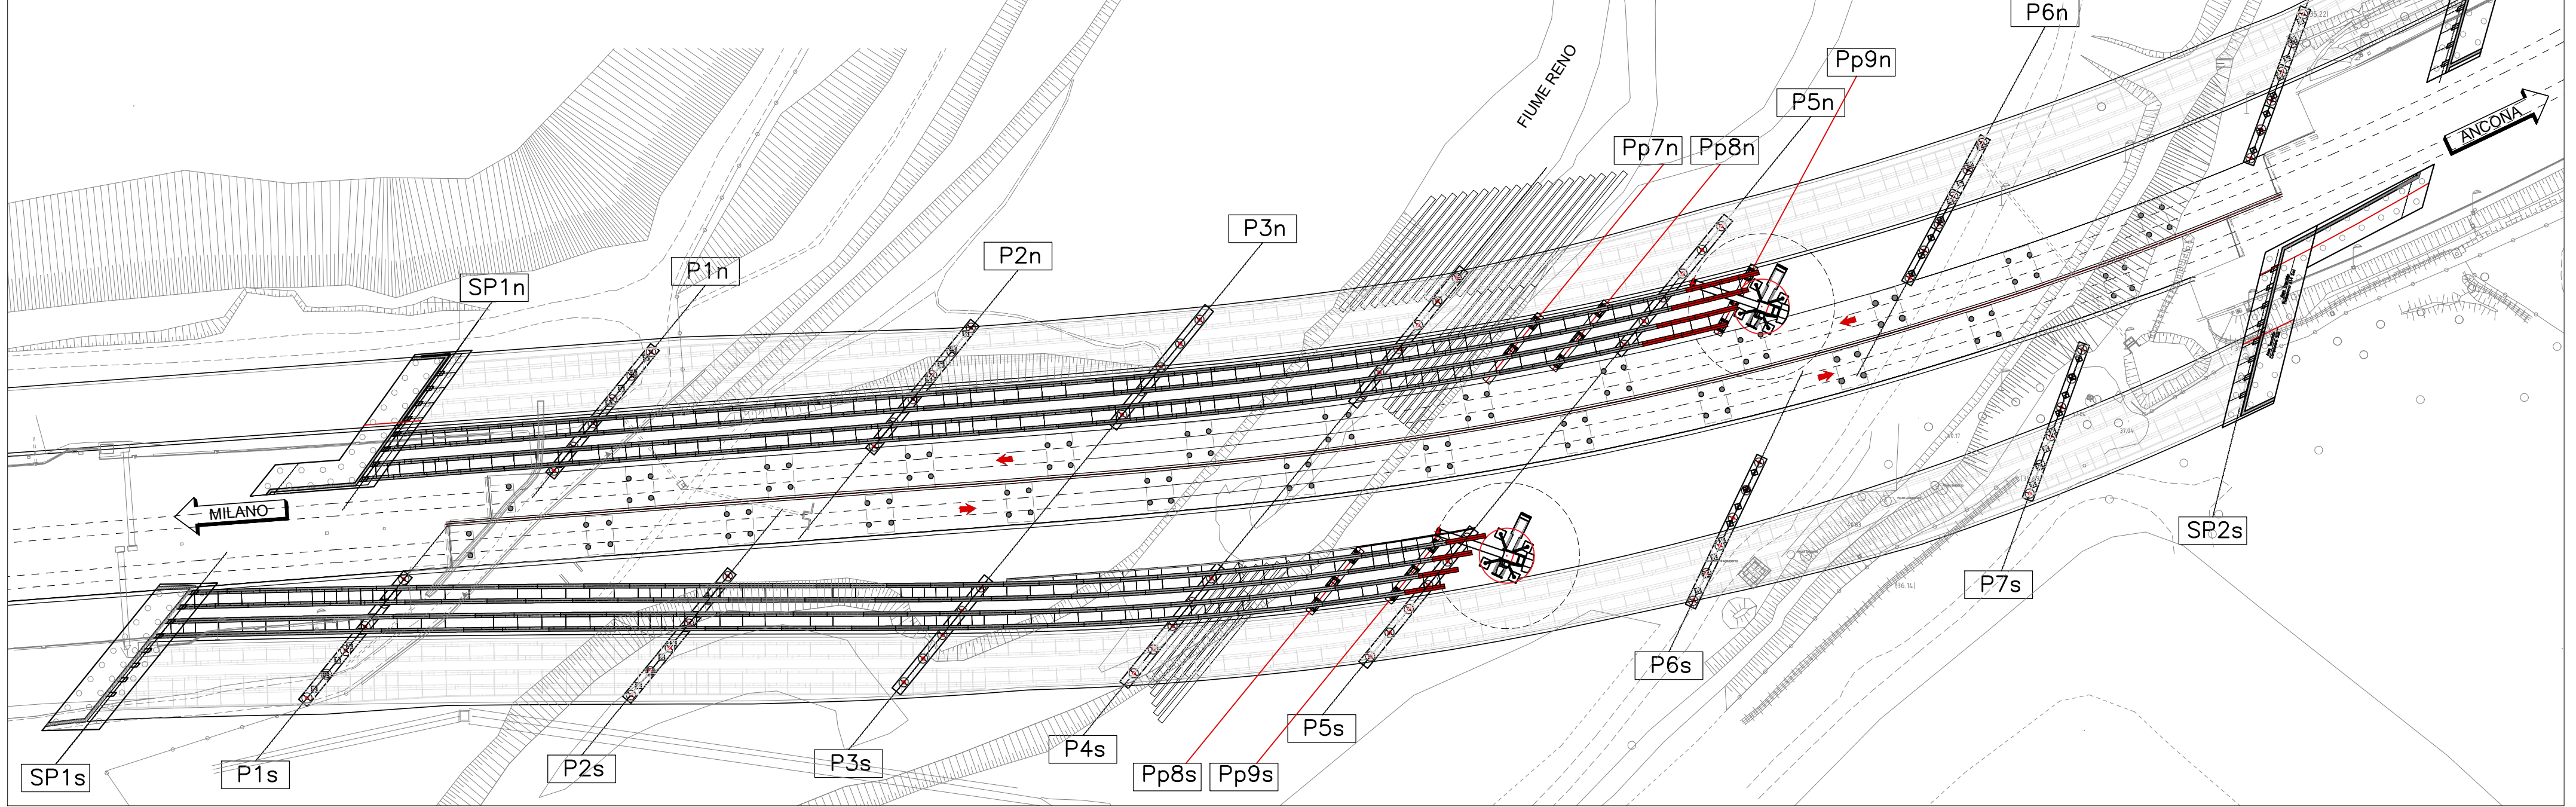 P6n
Pp9n
P5n
FIUME RENO
Pp7n
Pp8n
ANCONA
P3n
P2n
P1n
SP1n
MILANO
SP2s
P7s
P6s
P5s
P4s
P3s
P2s
P1s
SP1s
Pp8s
Pp9s